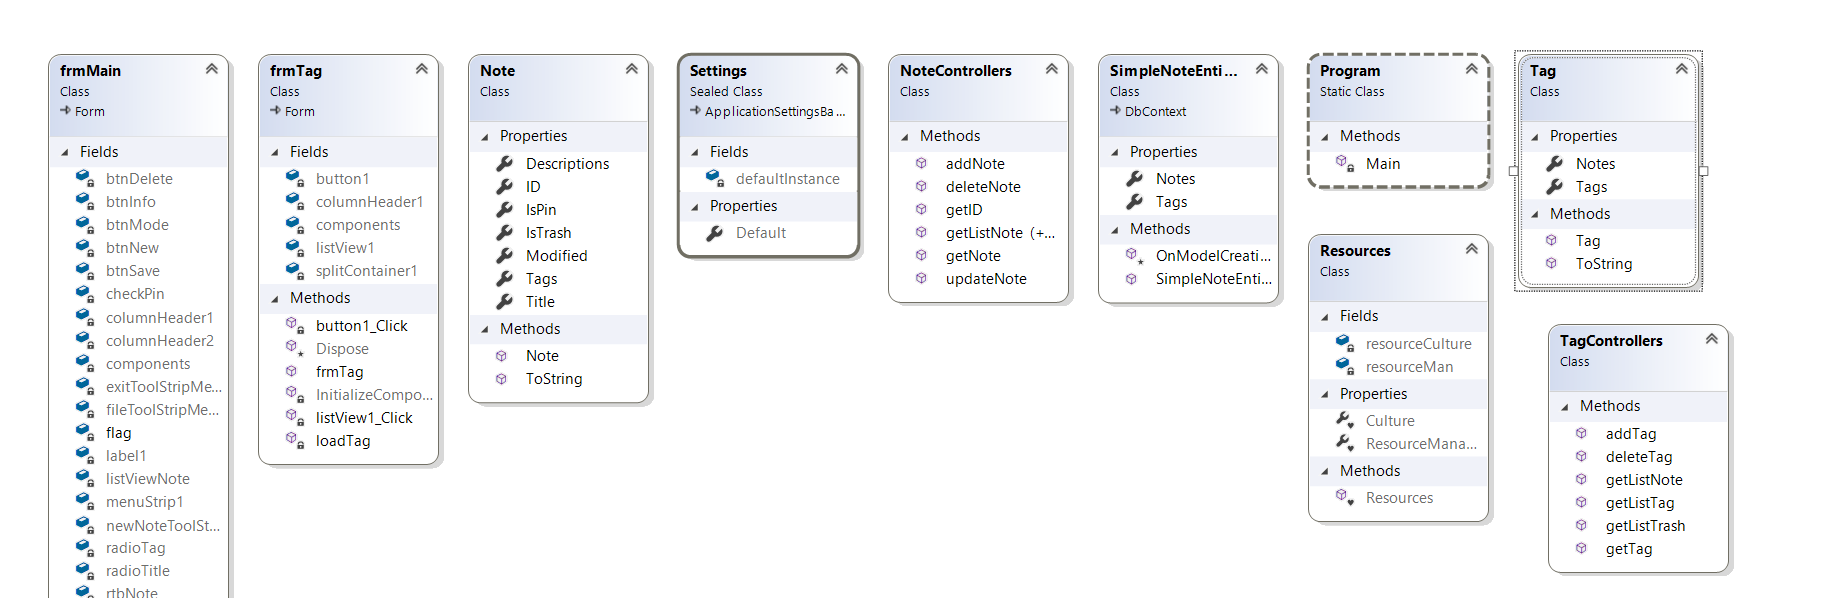 frmMain
Class
Form
Fields
btnDelete
btnInfo
btnMode
btnNew
btnSave
checkPin
columnHeader1
columnHeader2
components
exitToolStripMe...
fileToolStripMe...
flag
label1
listViewNote
menuStrip1
newNoteToolSt...
radioTag
radioTitle
rtbNote
frmTag
Class
Form
Fields
button1
columnHeader1
components
listView1
splitContainer1
Methods
button1_Click
Dispose
frmTag
InitializeCompo...
listView1_Click
loadTag
Note
Class
Properties
Descriptions
ID
IsPin
IsTrash
Modified
Tags
Title
Methods
Note
ToString
Settings
Sealed Class
ApplicationSettingsBa...
Fields
defaultInstance
Properties
Default
NoteControllers
Class
Methods
addNote
deleteNote
getID
getListNote (+...
getNote
updateNote
SimpleNoteEnti...
Class
DbContext
Properties
Notes
Tags
Methods
OnModelCreati...
SimpleNoteEnti...
Program
Static Class
Methods
Main
Resources
Class
Fields
resourceCulture
resourceMan
Properties
Culture
ResourceMana...
Methods
Resources
Tag
Class
Properties
Notes
Tags
Methods
Tag
ToString
TagControllers
Class
Methods
addTag
deleteTag
getListNote
getListTag
getListTrash
getTag